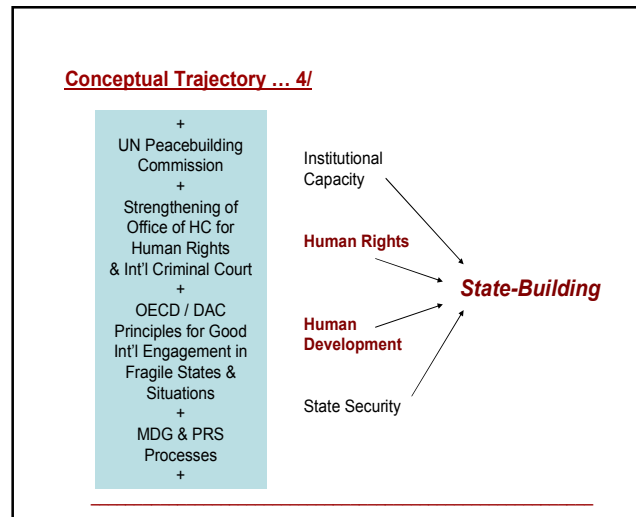 Conceptual Trajectory … 4/
+
UN Peacebuilding
Commission
+
Strengthening of
Office of HC for
Human Rights
& Int’l Criminal Court
+
OECD / DAC
Principles for Good
Int’l Engagement in
Fragile States &
Situations
+
MDG & PRS
Processes
+
Institutional
Capacity
Human Rights
Human
Development
State Security
State-Building